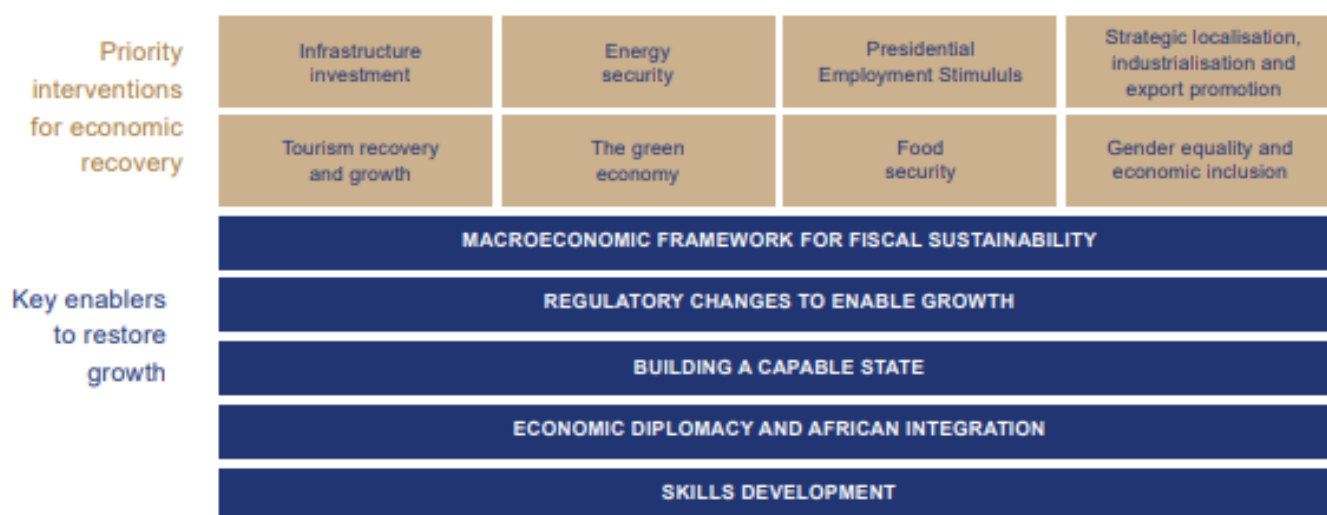 Priority
interventions
for economic
recovery
Infrastructure
investment
Energy
security
Presidential
Employment Stimululs
Strategic localisation,
industrialisation and
export promotion
Tourism recovery
and growth
The green
economy
Food
security
Gender equality and
economic inclusion
Key enablers
to restore
growth
MACROECONOMIC FRAMEWORK FOR FISCAL SUSTAINABILITY
REGULATORY CHANGES TO ENABLE GROWTH
BUILDING A CAPABLE STATE
ECONOMIC DIPLOMACY AND AFRICAN INTEGRATION
SKILLS DEVELOPMENT